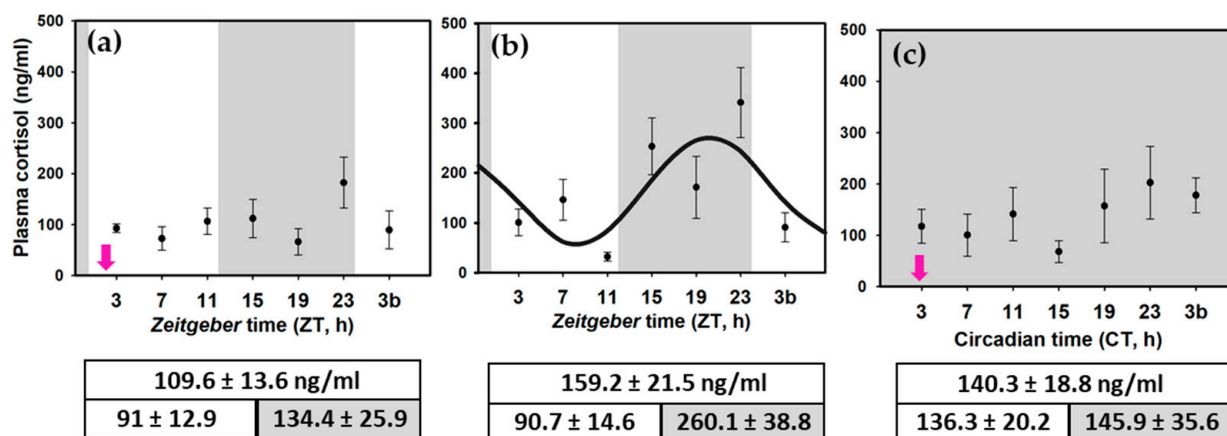 (a)
500
400
300
200
100
0
Plasma cortisol (ng/ml)
3 7 11 15 19 23 3b
Zeitgeber time (ZT, h)
109.6 ± 13.6 ng/ml
91 ± 12.9 134.4 ± 25.9
(b)
500
400
300
200
100
0
3 7 11 15 19 23 3b
Zeitgeber time (ZT, h)
159.2 ± 21.5 ng/ml
90.7 ± 14.6 260.1 ± 38.8
(c)
500
400
300
200
100
0
3 7 11 15 19 23 3b
Circadian time (CT, h)
140.3 ± 18.8 ng/ml
136.3 ± 20.2 145.9 ± 35.6